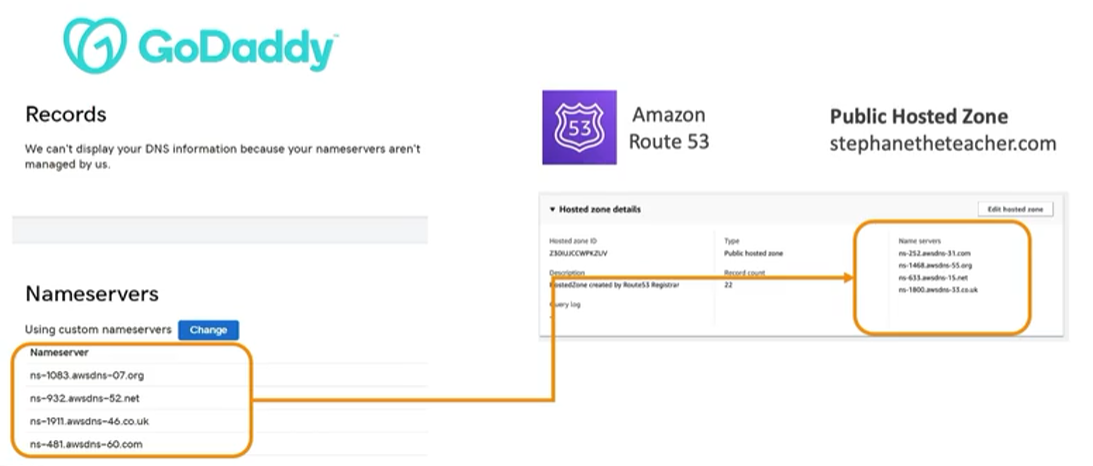 GoDaddy
Records
We can't display your DNS information because your nameservers aren't
managed by us.
Nameservers
Using custom nameservers Change
Nameserver
ns-1083.awsdns-07.org
ns-932.awsdns-52.net
ns-1911.awsdns-46.co.uk
ns-481.awsdns-60.com
53
Amazon
Route 53
Public Hosted Zone
stephanetheteacher.com
▼ Hosted zone details
Edit hosted zone
Hosted zone ID
Type
Public hosted zone
Description
Record count
HostedZone created by Route53 Registrar
22
Query log
-
Name servers
ns-252.awsdns-31.com
ns-1468.awsdns-55.org
ns-633.awsdns-15.net
ns-1800.awsdns-33.co.uk